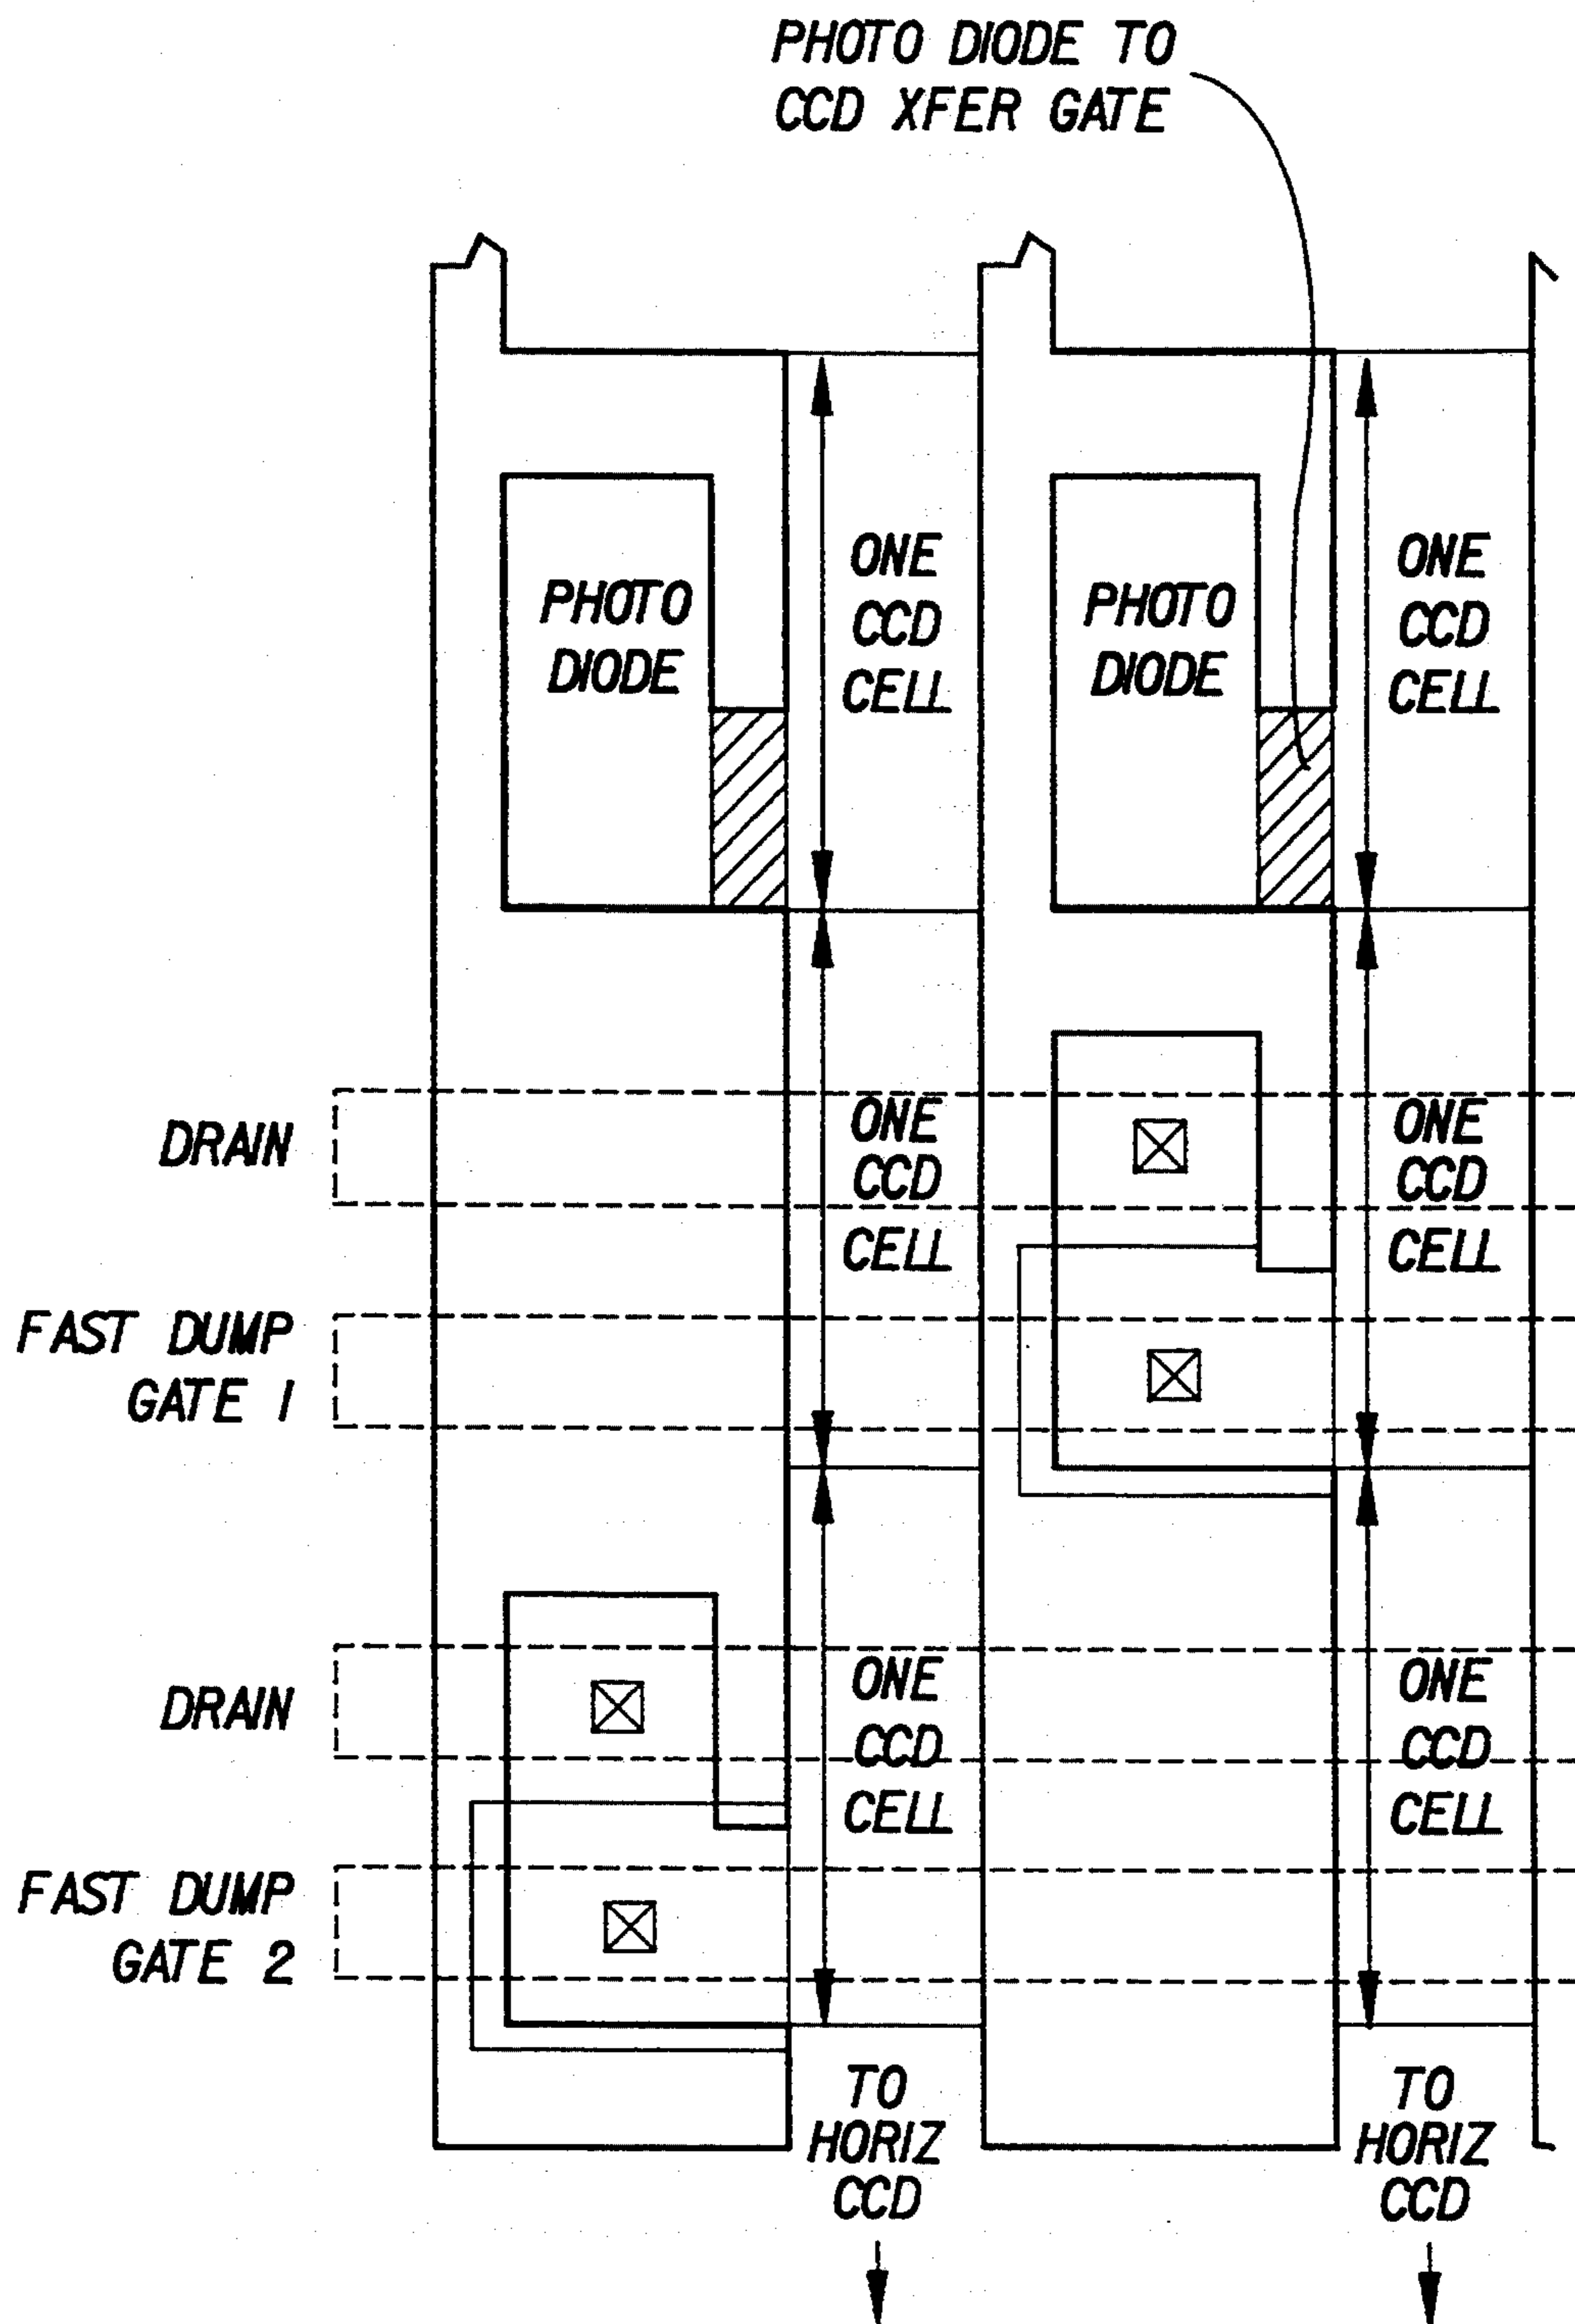 PHOTO DIODE TO
CCD XFER GATE
PHOTO
DIODE
ONE
CCD
CELL
PHOTO
DIODE
ONE
CCD
CELL
DRAIN
ONE
CCD
CELL
ONE
CCD
CELL
FAST DUMP
GATE 1
DRAIN
ONE
CCD
CELL
ONE
CCD
CELL
FAST DUMP
GATE 2
TO
HORIZ
CCD
TO
HORIZ
CCD